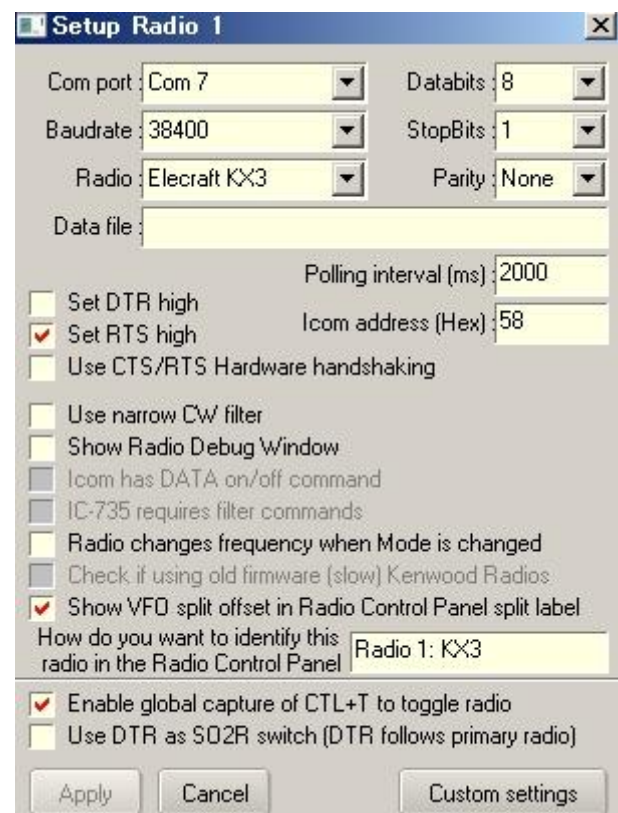 Setup Radio 1
Com port : Com 7 Databits : 8
Baudrate : 38400 StopBits : 1
Radio : Elecraft KX3 Parity : None
Data file :
Polling interval (ms) : 2000
Set DTR high
Icom address (Hex) : 58
Set RTS high
Use CTS/RTS Hardware handshaking
Use narrow CW filter
Show Radio Debug Window
Icom has DATA on/off command
IC-735 requires filter commands
Radio changes frequency when Mode is changed
Check if using old firmware (slow) Kenwood Radios
Show VFO split offset in Radio Control Panel split label
How do you want to identify this
radio in the Radio Control Panel
Radio 1: KX3
Enable global capture of CTL+T to toggle radio
Use DTR as SO2R switch (DTR follows primary radio)
Apply Cancel Custom settings